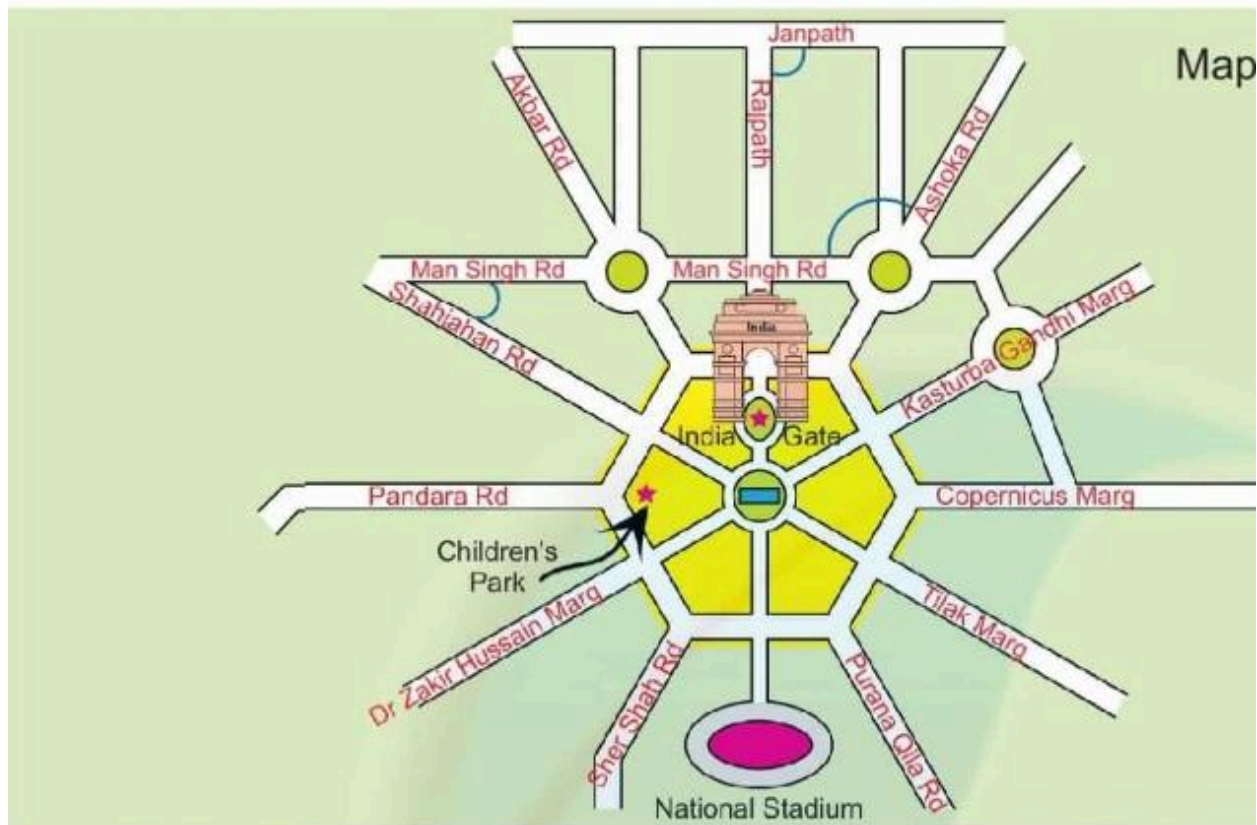 Janpath
Map
Akbar Rd
Rajpath
Ashoka Rd
Man Singh Rd
Man Singh Rd
Shahjahan Rd
India
Kasturba Gandhi Marg
India Gate
Pandara Rd
Copernicus Marg
Children's
Park
Dr Zakir Hussain Marg
Tilak Marg
Sher Shah Rd
Purana Qila Rd
National Stadium